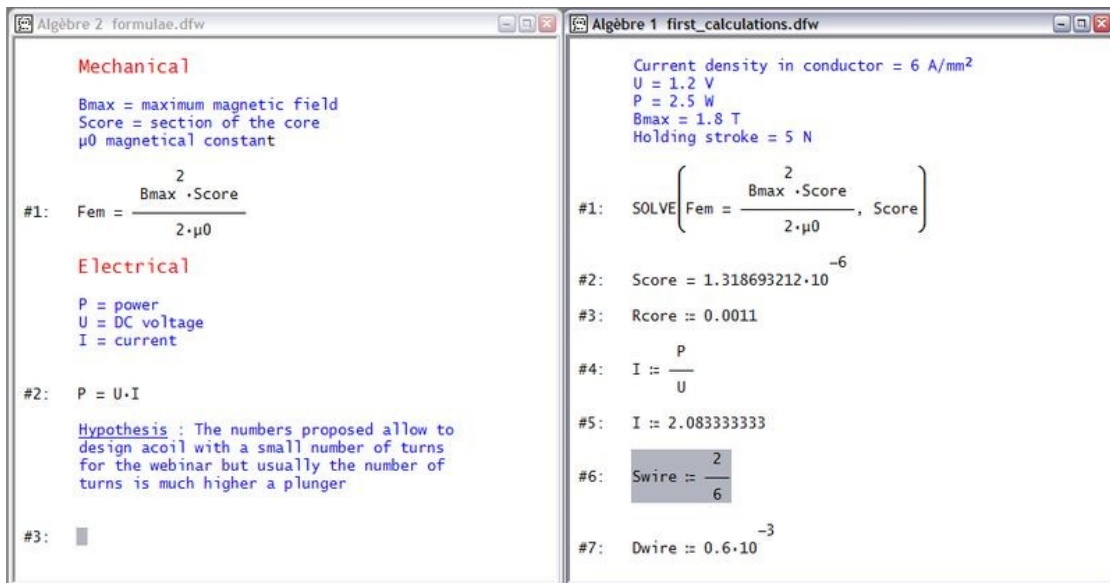 Algèbre 2 formulae.dfw
Mechanical
Bmax = maximum magnetic field
Score = section of the core
µ0 magnetical constant
#1: Fem = Bmax² ·Score / 2·µ0
Electrical
P = power
U = DC voltage
I = current
#2: P = U·I
Hypothesis : The numbers proposed allow to
design acoil with a small number of turns
for the webinar but usually the number of
turns is much higher a plunger
#3:
Algèbre 1 first_calculations.dfw
Current density in conductor = 6 A/mm²
U = 1.2 V
P = 2.5 W
Bmax = 1.8 T
Holding stroke = 5 N
#1: SOLVE(Fem = Bmax² ·Score / 2·µ0, Score)
#2: Score = 1.318693212·10⁻⁶
#3: Rcore := 0.0011
#4: I := P / U
#5: I := 2.083333333
#6: Swire := 2 / 6
#7: Dwire := 0.6·10⁻³